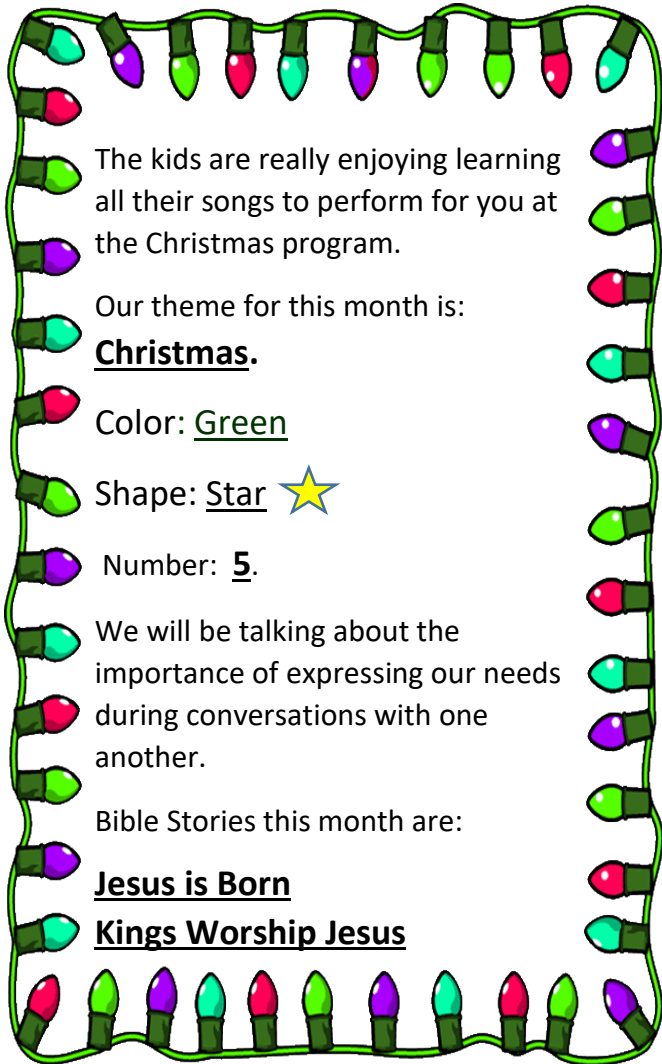 The kids are really enjoying learning
all their songs to perform for you at
the Christmas program.
Our theme for this month is:
Christmas.
Color: Green
Shape: Star
Number: 5.
We will be talking about the
importance of expressing our needs
during conversations with one
another.
Bible Stories this month are:
Jesus is Born
Kings Worship Jesus